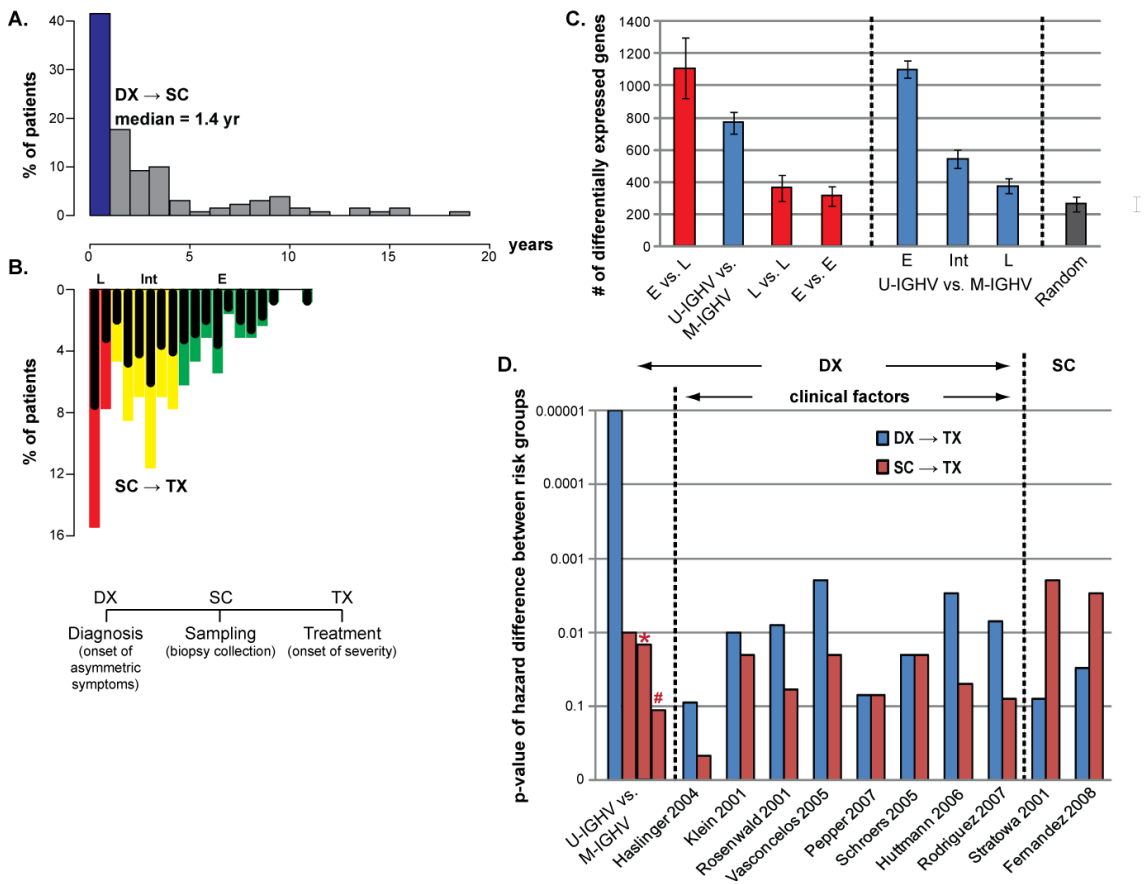 A.
40
30
20
10
0
% of patients
DX → SC
median = 1.4 yr
0
5
10
15
20
years
B.
L
Int
E
0
4
8
12
16
% of patients
SC → TX
DX
SC
TX
Diagnosis
(onset of
asymmetric
symptoms)
Sampling
(biopsy collection)
Treatment
(onset of severity)
C.
# of differentially expressed genes
1400
1200
1000
800
600
400
200
0
E vs. L
U-IGHV vs.
M-IGHV
L vs. L
E vs. E
E
Int
L
U-IGHV vs. M-IGHV
Random
D.
DX
SC
clinical factors
p-value of hazard difference between risk groups
0.00001
0.0001
0.001
0.01
0.1
0
DX → TX
SC → TX
*
#
U-IGHV vs.
M-IGHV
Haslinger 2004
Klein 2001
Rosenwald 2001
Vasconcelos 2005
Pepper 2007
Schroers 2005
Huttmann 2006
Rodriguez 2007
Stratowa 2001
Fernandez 2008